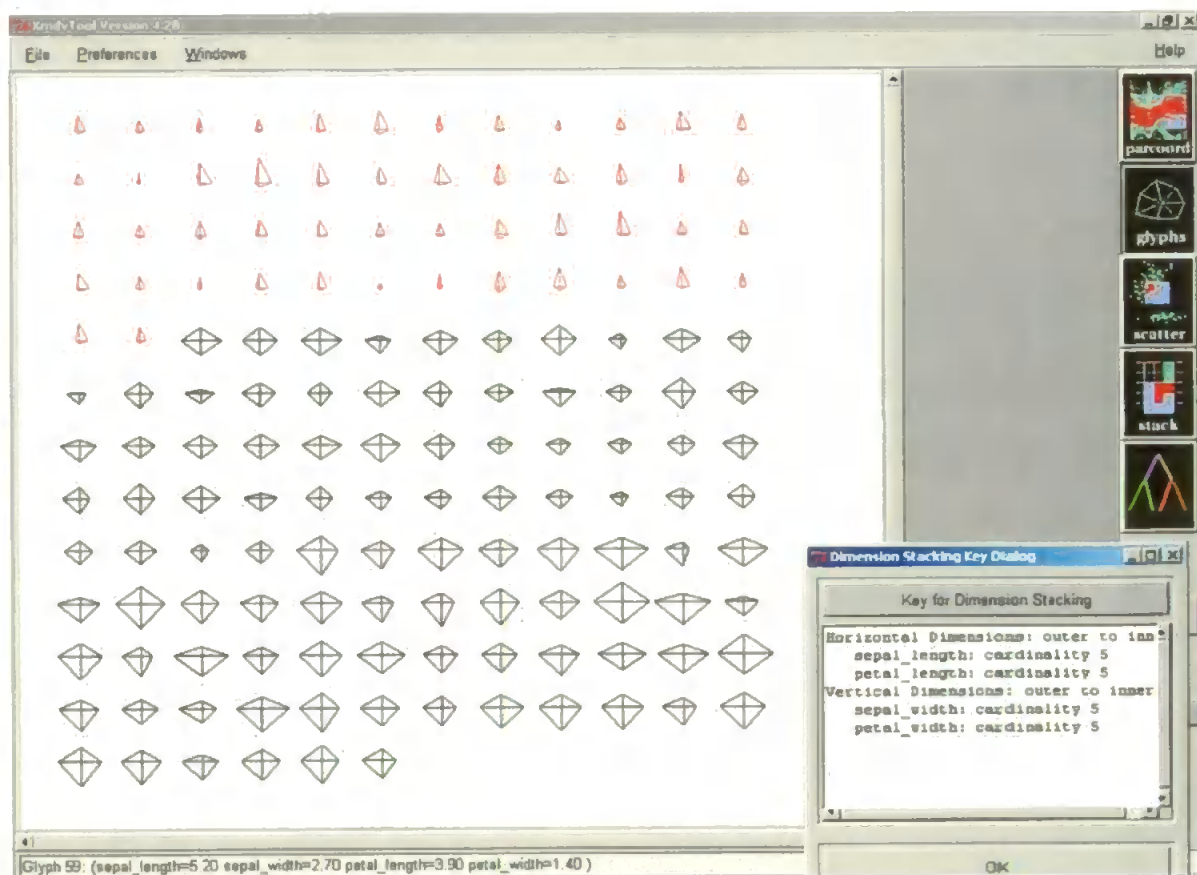 XmdvTool Version 4.2B
File Preferences Windows Help
parcoord
glyphs
scatter
stack
Dimension Stacking Key Dialog
Key for Dimension Stacking
Horizontal Dimensions: outer to inn
sepal_length: cardinality 5
petal_length: cardinality 5
Vertical Dimensions: outer to inner
sepal_width: cardinality 5
petal_width: cardinality 5
Glyph 59: (sepal_length=5.20 sepal_width=2.70 petal_length=3.90 petal_width=1.40 )
OK